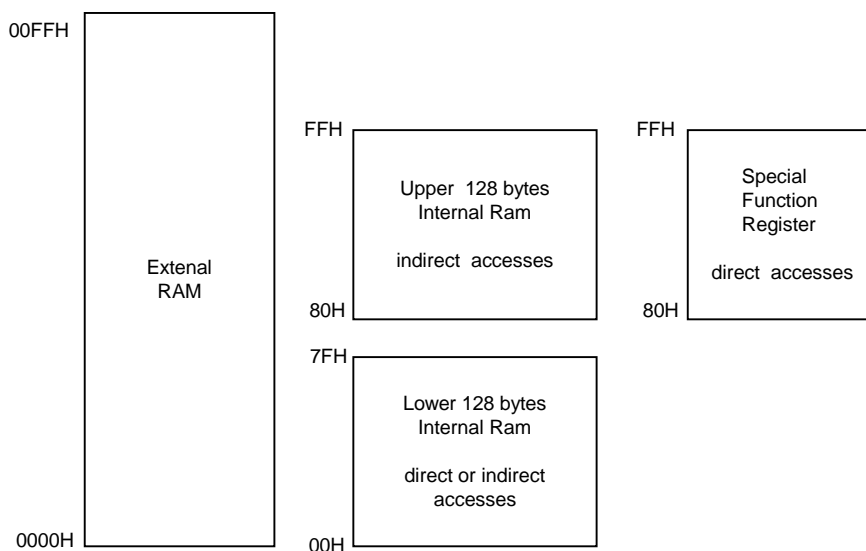 00FFH
Extenal
RAM
0000H
FFH
Upper 128 bytes
Internal Ram
indirect accesses
80H
7FH
Lower 128 bytes
Internal Ram
direct or indirect
accesses
00H
FFH
Special
Function
Register
direct accesses
80H